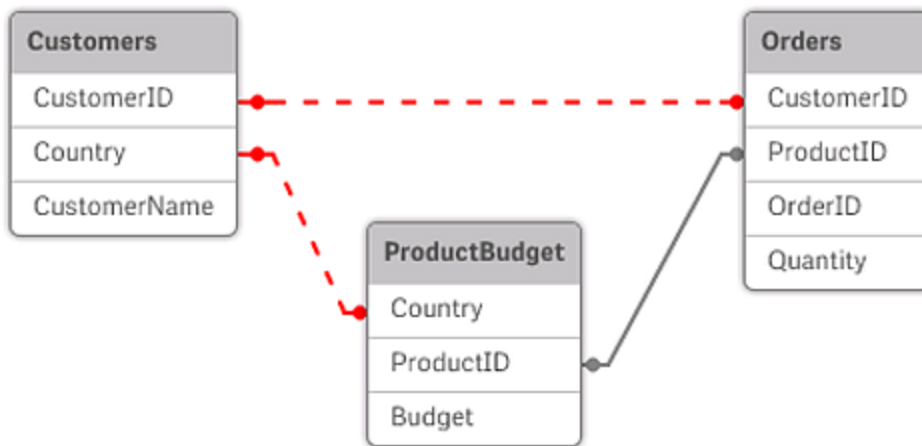 Customers
CustomerID
Country
CustomerName
ProductBudget
Country
ProductID
Budget
Orders
CustomerID
ProductID
OrderID
Quantity